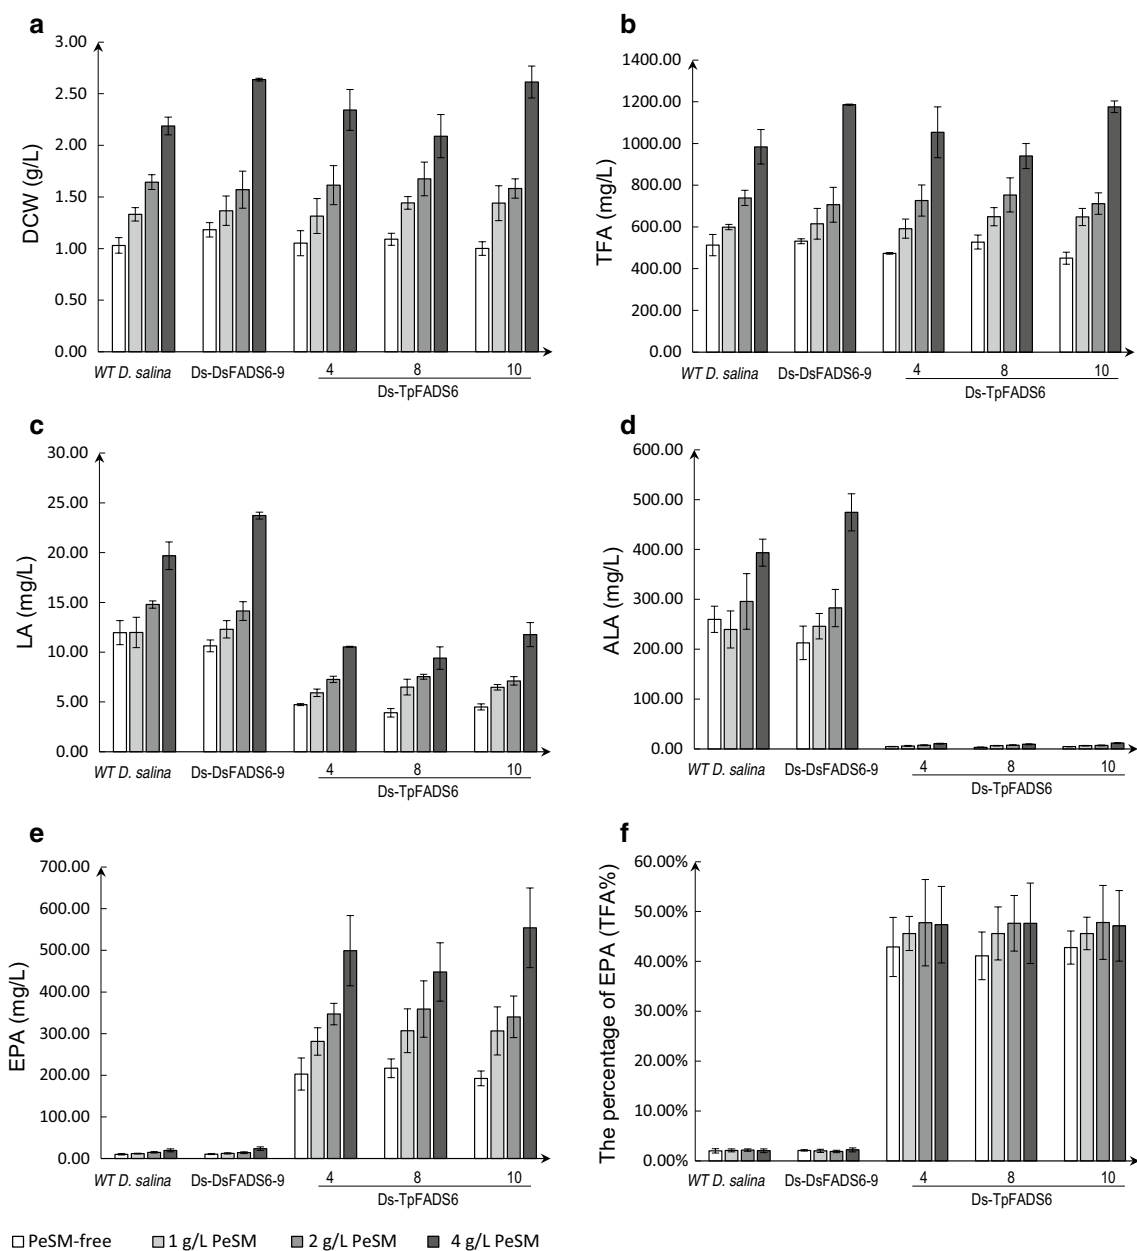 a
DCW (g/L)
3.00
2.50
2.00
1.50
1.00
0.50
0.00
WT D. salina
Ds-DsFADS6-9
4
8
10
Ds-TpFADS6
b
TFA (mg/L)
1400.00
1200.00
1000.00
800.00
600.00
400.00
200.00
0.00
WT D. salina
Ds-DsFADS6-9
4
8
10
Ds-TpFADS6
c
LA (mg/L)
30.00
25.00
20.00
15.00
10.00
5.00
0.00
WT D. salina
Ds-DsFADS6-9
4
8
10
Ds-TpFADS6
d
ALA (mg/L)
600.00
500.00
400.00
300.00
200.00
100.00
0.00
WT D. salina
Ds-DsFADS6-9
4
8
10
Ds-TpFADS6
e
EPA (mg/L)
700.00
600.00
500.00
400.00
300.00
200.00
100.00
0.00
WT D. salina
Ds-DsFADS6-9
4
8
10
Ds-TpFADS6
f
The percentage of EPA (TFA%)
60.00%
50.00%
40.00%
30.00%
20.00%
10.00%
0.00%
WT D. salina
Ds-DsFADS6-9
4
8
10
Ds-TpFADS6
PeSM-free
1 g/L PeSM
2 g/L PeSM
4 g/L PeSM